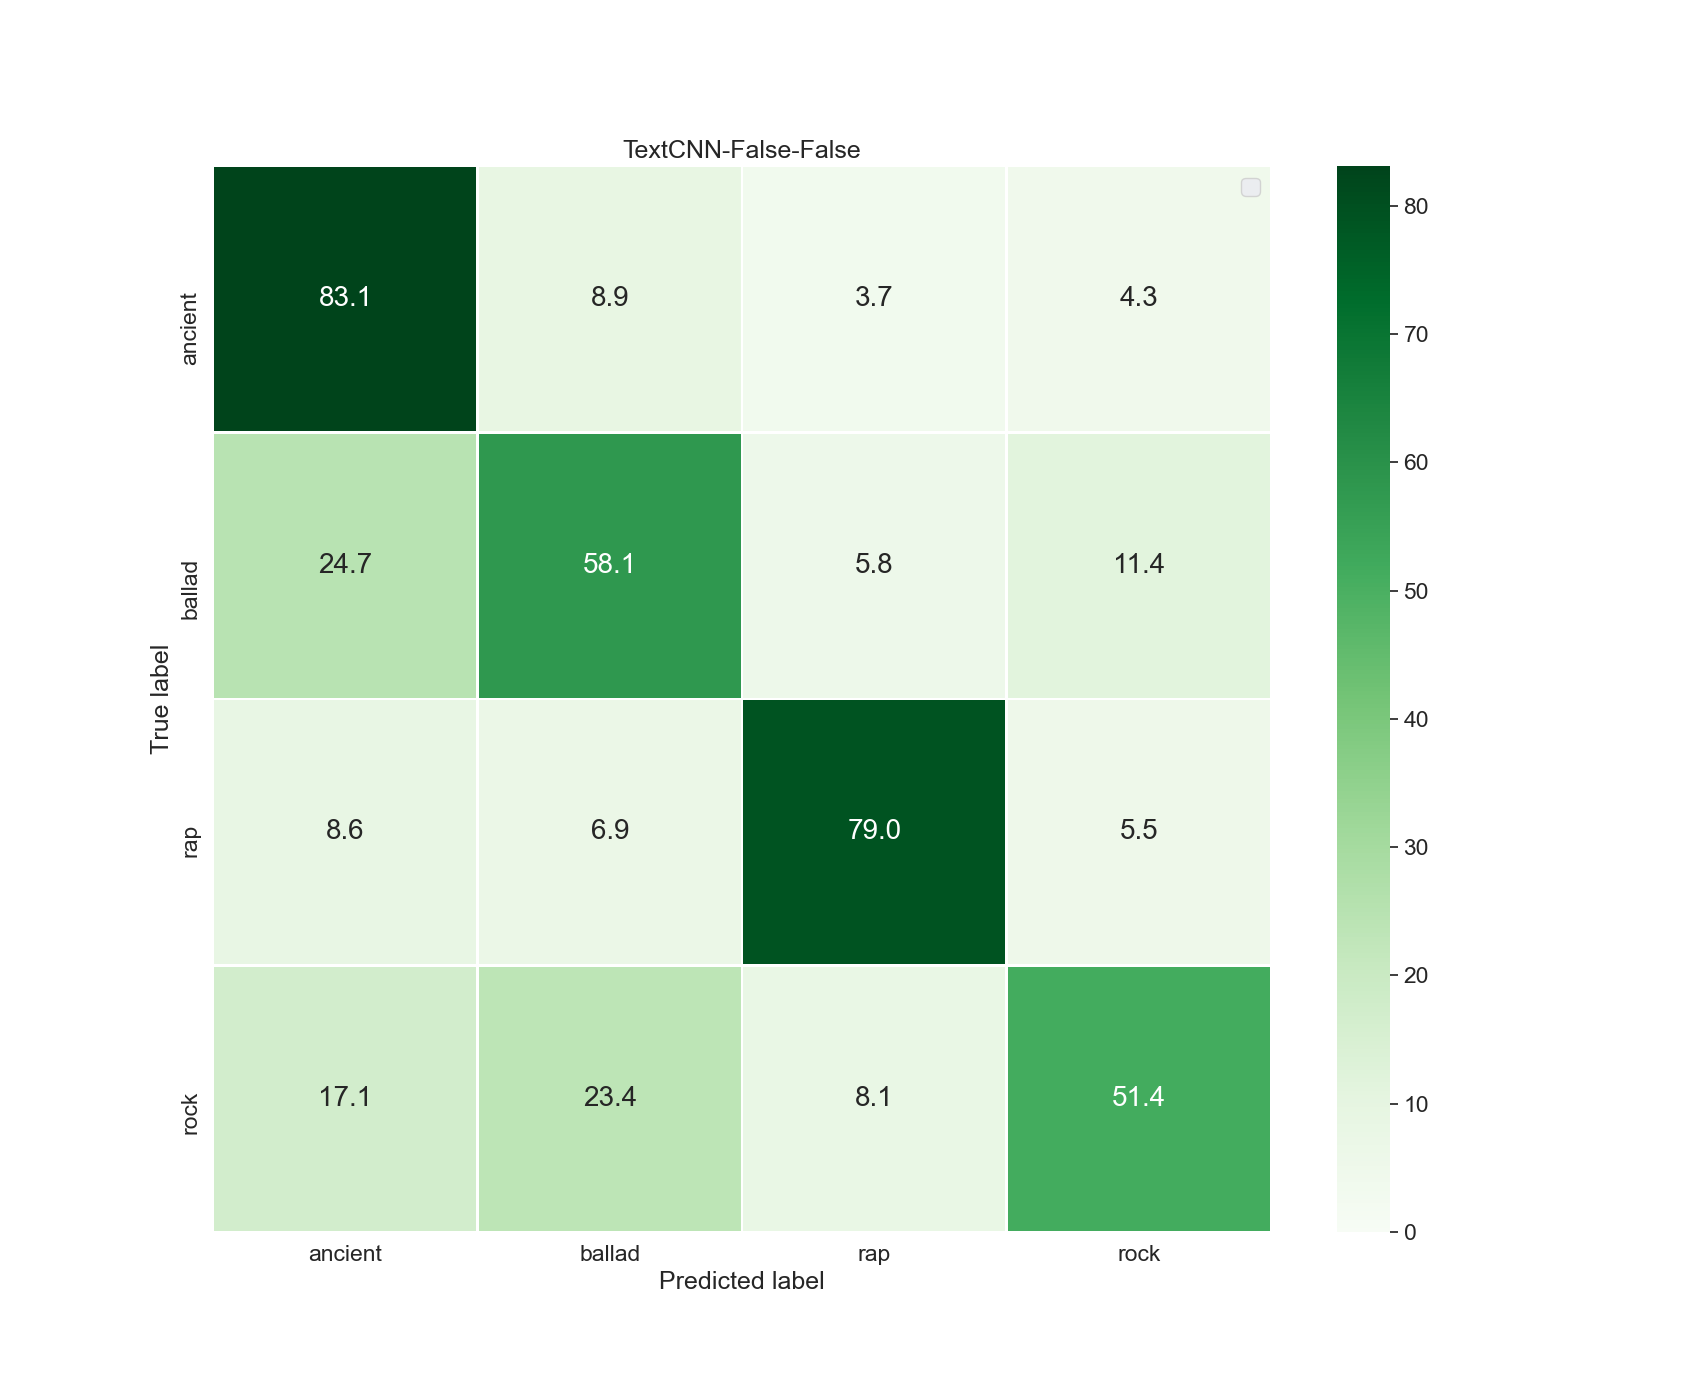 TextCNN-False-False
83.1 8.9 3.7 4.3
ancient
24.7 58.1 5.8 11.4
ballad
True label
8.6 6.9 79.0 5.5
rap
17.1 23.4 8.1 51.4
rock
ancient ballad rap rock
Predicted label
80
70
60
50
40
30
20
10
0